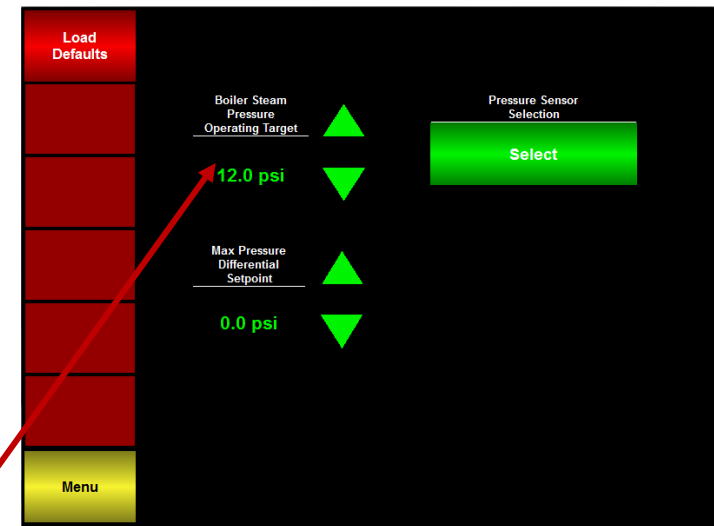 Load
Defaults
Boiler Steam
Pressure
Operating Target
12.0 psi
Max Pressure
Differential
Setpoint
0.0 psi
Pressure Sensor
Selection
Select
Menu